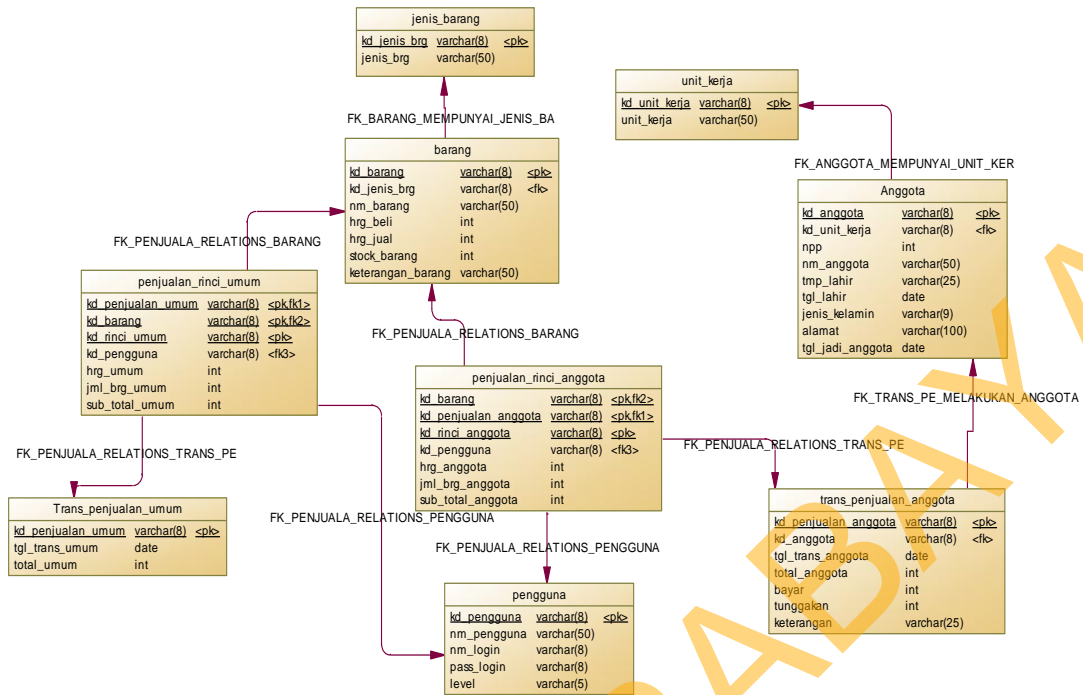 jenis_barang
kd_jenis_brg varchar(8) <pk>
jenis_brg varchar(50)
unit_kerja
kd_unit_kerja varchar(8) <pk>
unit_kerja varchar(50)
FK_BARANG_MEMPUNYAI_JENIS_BA
barang
kd_barang varchar(8) <pk>
kd_jenis_brg varchar(8) <fk>
nm_barang varchar(50)
hrg_beli int
hrg_jual int
stock_barang int
keterangan_barang varchar(50)
FK_ANGGOTA_MEMPUNYAI_UNIT_KER
Anggota
kd_anggota varchar(8) <pk>
kd_unit_kerja varchar(8) <fk>
npp int
nm_anggota varchar(50)
tmp_lahir varchar(25)
tgl_lahir date
jenis_kelamin varchar(9)
alamat varchar(100)
tgl_jadi_anggota date
FK_PENJUALA_RELATIONS_BARANG
penjualan_rinci_umum
kd_penjualan_umum varchar(8) <pk,fk1>
kd_barang varchar(8) <pk,fk2>
kd_rinci_umum varchar(8) <pk>
kd_pengguna varchar(8) <fk3>
hrg_umum int
jml_brg_umum int
sub_total_umum int
FK_PENJUALA_RELATIONS_BARANG
penjualan_rinci_anggota
kd_barang varchar(8) <pk,fk2>
kd_penjualan_anggota varchar(8) <pk,fk1>
kd_rinci_anggota varchar(8) <pk>
kd_pengguna varchar(8) <fk3>
hrg_anggota int
jml_brg_anggota int
sub_total_anggota int
FK_TRANS_PE_MELAKUKAN_ANGGOTA
FK_PENJUALA_RELATIONS_TRANS_PE
FK_PENJUALA_RELATIONS_TRANS_PE
Trans_penjualan_umum
kd_penjualan_umum varchar(8) <pk>
tgl_trans_umum date
total_umum int
FK_PENJUALA_RELATIONS_PENGGUNA
trans_penjualan_anggota
kd_penjualan_anggota varchar(8) <pk>
kd_anggota varchar(8) <fk>
tgl_trans_anggota date
total_anggota int
bayar int
tunggakan int
keterangan varchar(25)
FK_PENJUALA_RELATIONS_PENGGUNA
pengguna
kd_pengguna varchar(8) <pk>
nm_pengguna varchar(50)
nm_login varchar(8)
pass_login varchar(8)
level varchar(5)
ABAYA